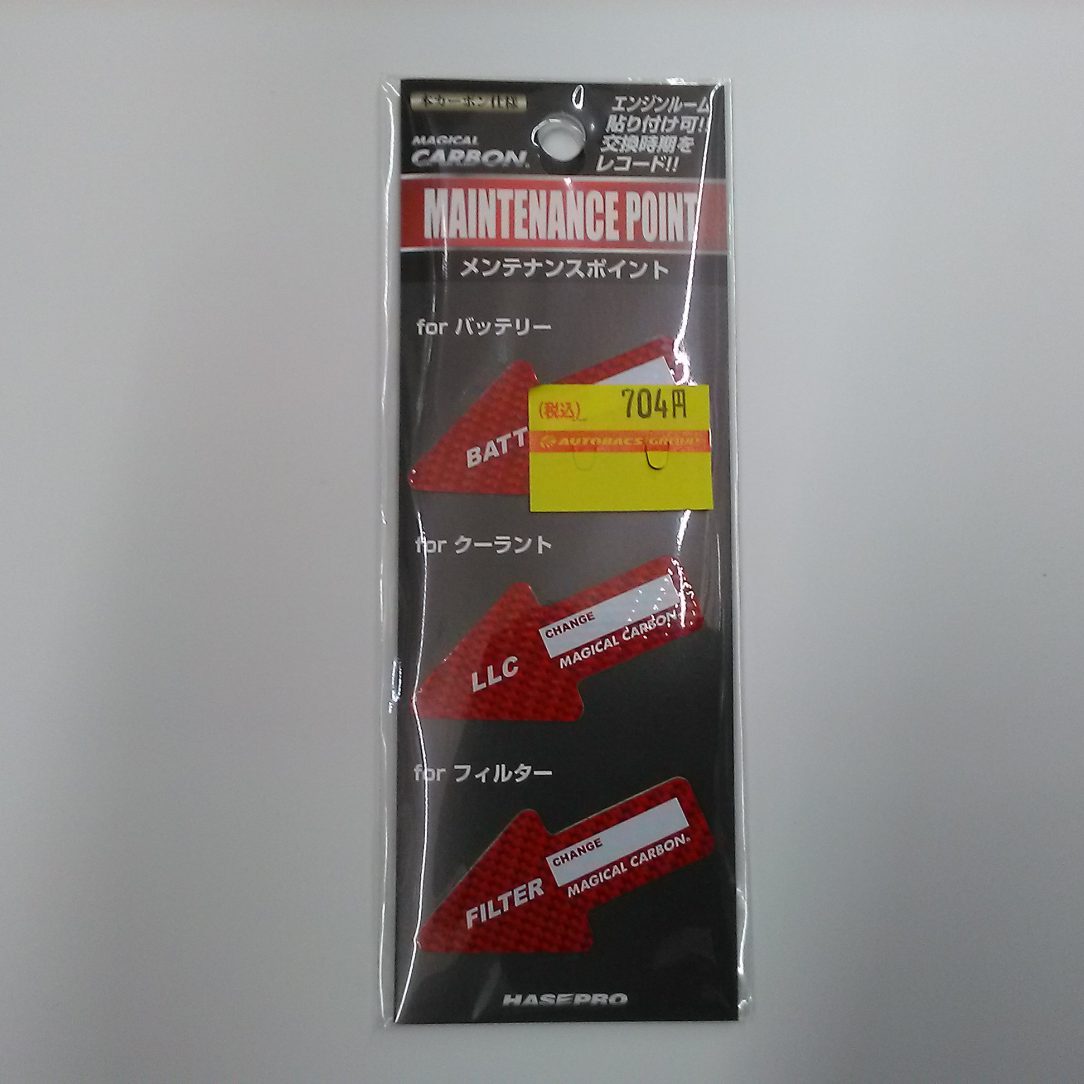 本カーボン仕様
MAGICAL
CARBON®
エンジンルーム
貼り付け可!!
交換時期を
レコード!!
MAINTENANCE POINT
メンテナンスポイント
for バッテリー
BATT
(税込) 704円
AUTOBACS GROUP
for クーラント
LLC
CHANGE
MAGICAL CARBON®
for フィルター
FILTER
CHANGE
MAGICAL CARBON®
HASEPRO